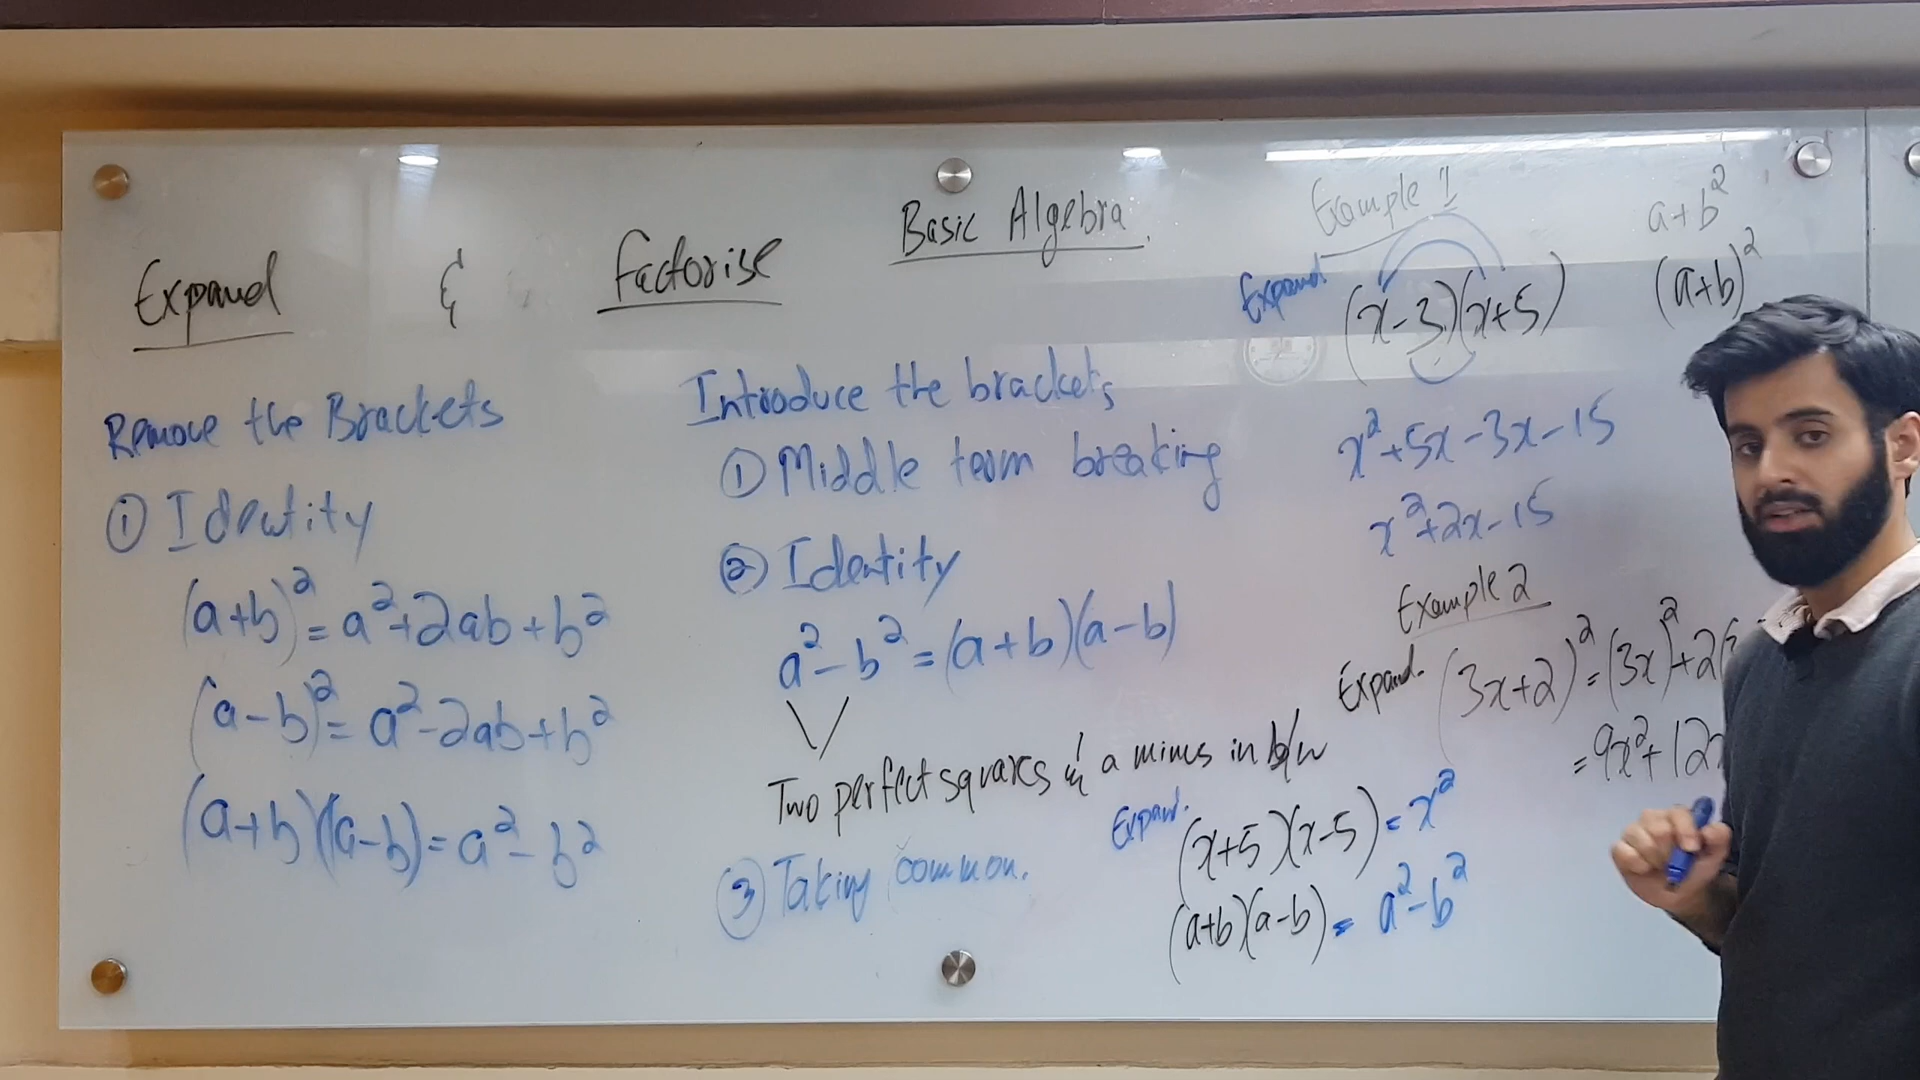 Basic Algebra.
Expand & Factorise
Remove the Brackets
① Identity
(a+b)² = a²+2ab+b²
(a-b)² = a²-2ab+b²
(a+b)(a-b) = a²-b²
Introduce the brackets
① Middle term breaking
② Identity
a²-b² = (a+b)(a-b)
Two perfect squares & a minus in b/w
③ Taking common.
Example 1
Expand
(x-3)(x+5)
x²+5x-3x-15
x²+2x-15
a+b²
(a+b)²
Example 2
Expand. (3x+2)² = (3x)²+2(
= 9x²+12
Expand. (x+5)(x-5) = x²
(a+b)(a-b) = a²-b²